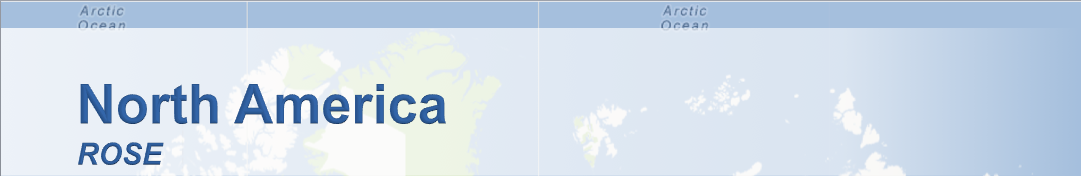 Arctic
Ocean
Arctic
Ocean
North America
ROSE